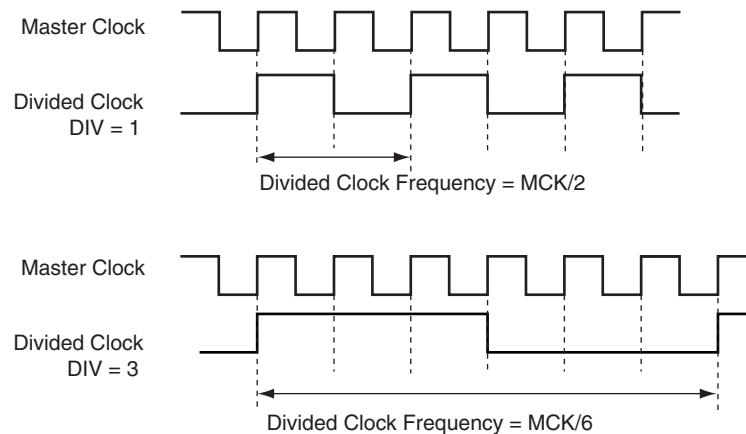 Master Clock
Divided Clock
DIV = 1
Divided Clock Frequency = MCK/2
Master Clock
Divided Clock
DIV = 3
Divided Clock Frequency = MCK/6